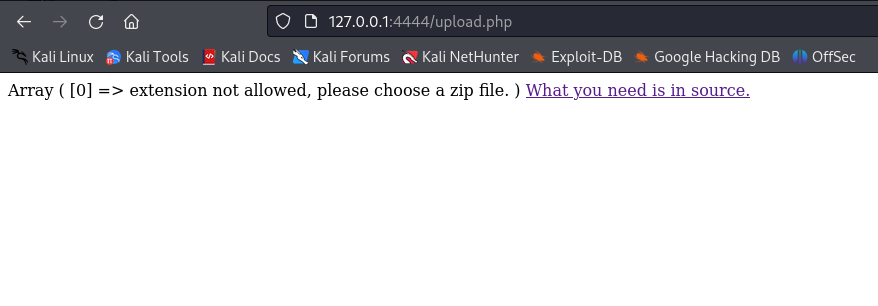 127.0.0.1:4444/upload.php
Kali Linux Kali Tools Kali Docs Kali Forums Kali NetHunter Exploit-DB Google Hacking DB OffSec
Array ( [0] => extension not allowed, please choose a zip file. ) What you need is in source.